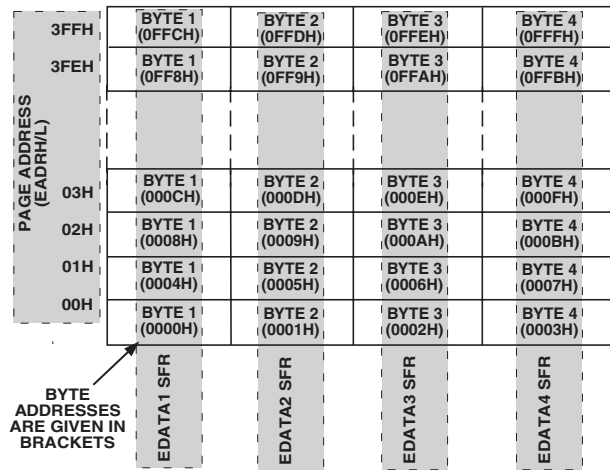 3FFH BYTE 1 BYTE 2 BYTE 3 BYTE 4
(0FFCH) (0FFDH) (0FFEH) (0FFFH)
3FEH BYTE 1 BYTE 2 BYTE 3 BYTE 4
(0FF8H) (0FF9H) (0FFAH) (0FFBH)
PAGE ADDRESS
(EADRH/L)
03H BYTE 1 BYTE 2 BYTE 3 BYTE 4
(000CH) (000DH) (000EH) (000FH)
02H BYTE 1 BYTE 2 BYTE 3 BYTE 4
(0008H) (0009H) (000AH) (000BH)
01H BYTE 1 BYTE 2 BYTE 3 BYTE 4
(0004H) (0005H) (0006H) (0007H)
00H BYTE 1 BYTE 2 BYTE 3 BYTE 4
(0000H) (0001H) (0002H) (0003H)
BYTE
ADDRESSES
ARE GIVEN IN
BRACKETS
EDATA1 SFR
EDATA2 SFR
EDATA3 SFR
EDATA4 SFR